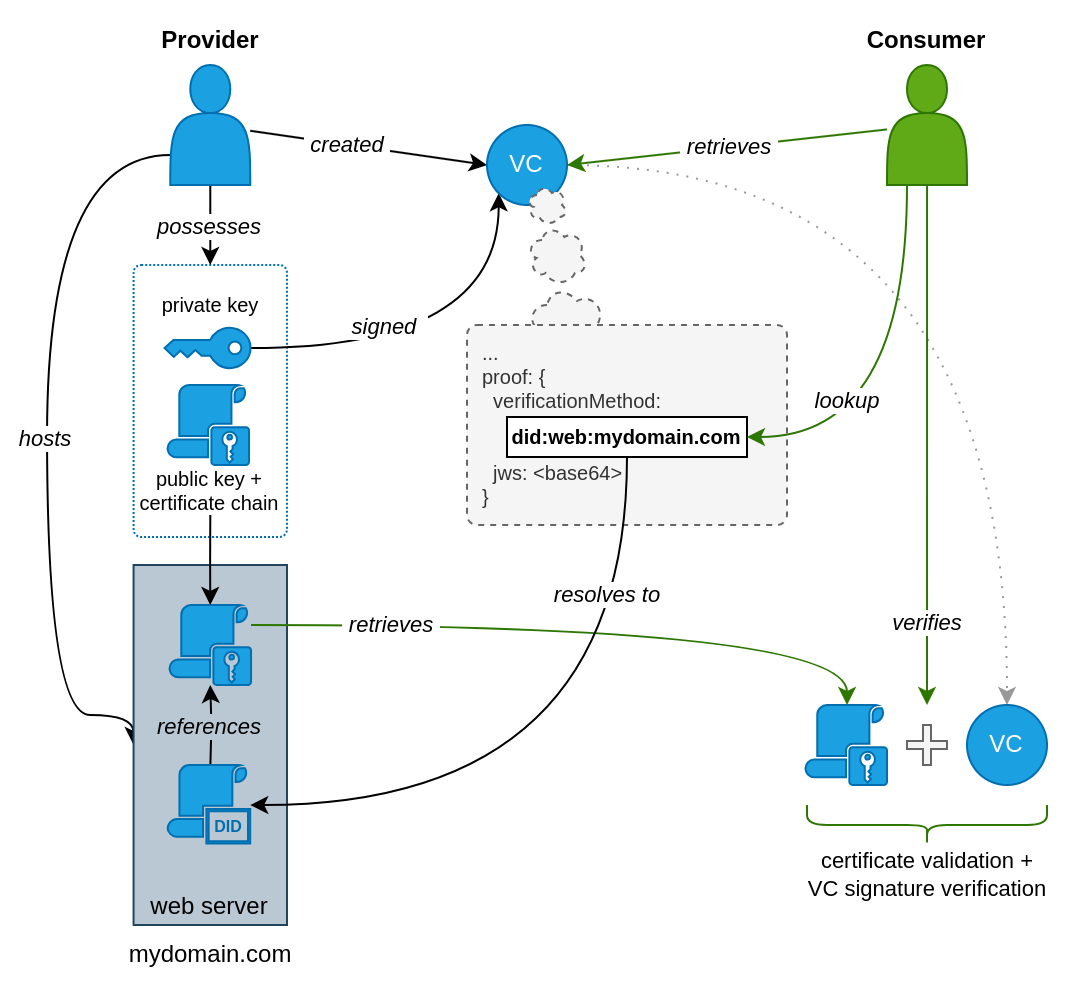 Provider
Consumer
created
VC
retrieves
possesses
private key
signed
...
proof: {
verificationMethod:
did:web:mydomain.com
jws: <base64>
}
lookup
hosts
public key +
certificate chain
resolves to
retrieves
verifies
references
VC
DID
certificate validation +
VC signature verification
web server
mydomain.com